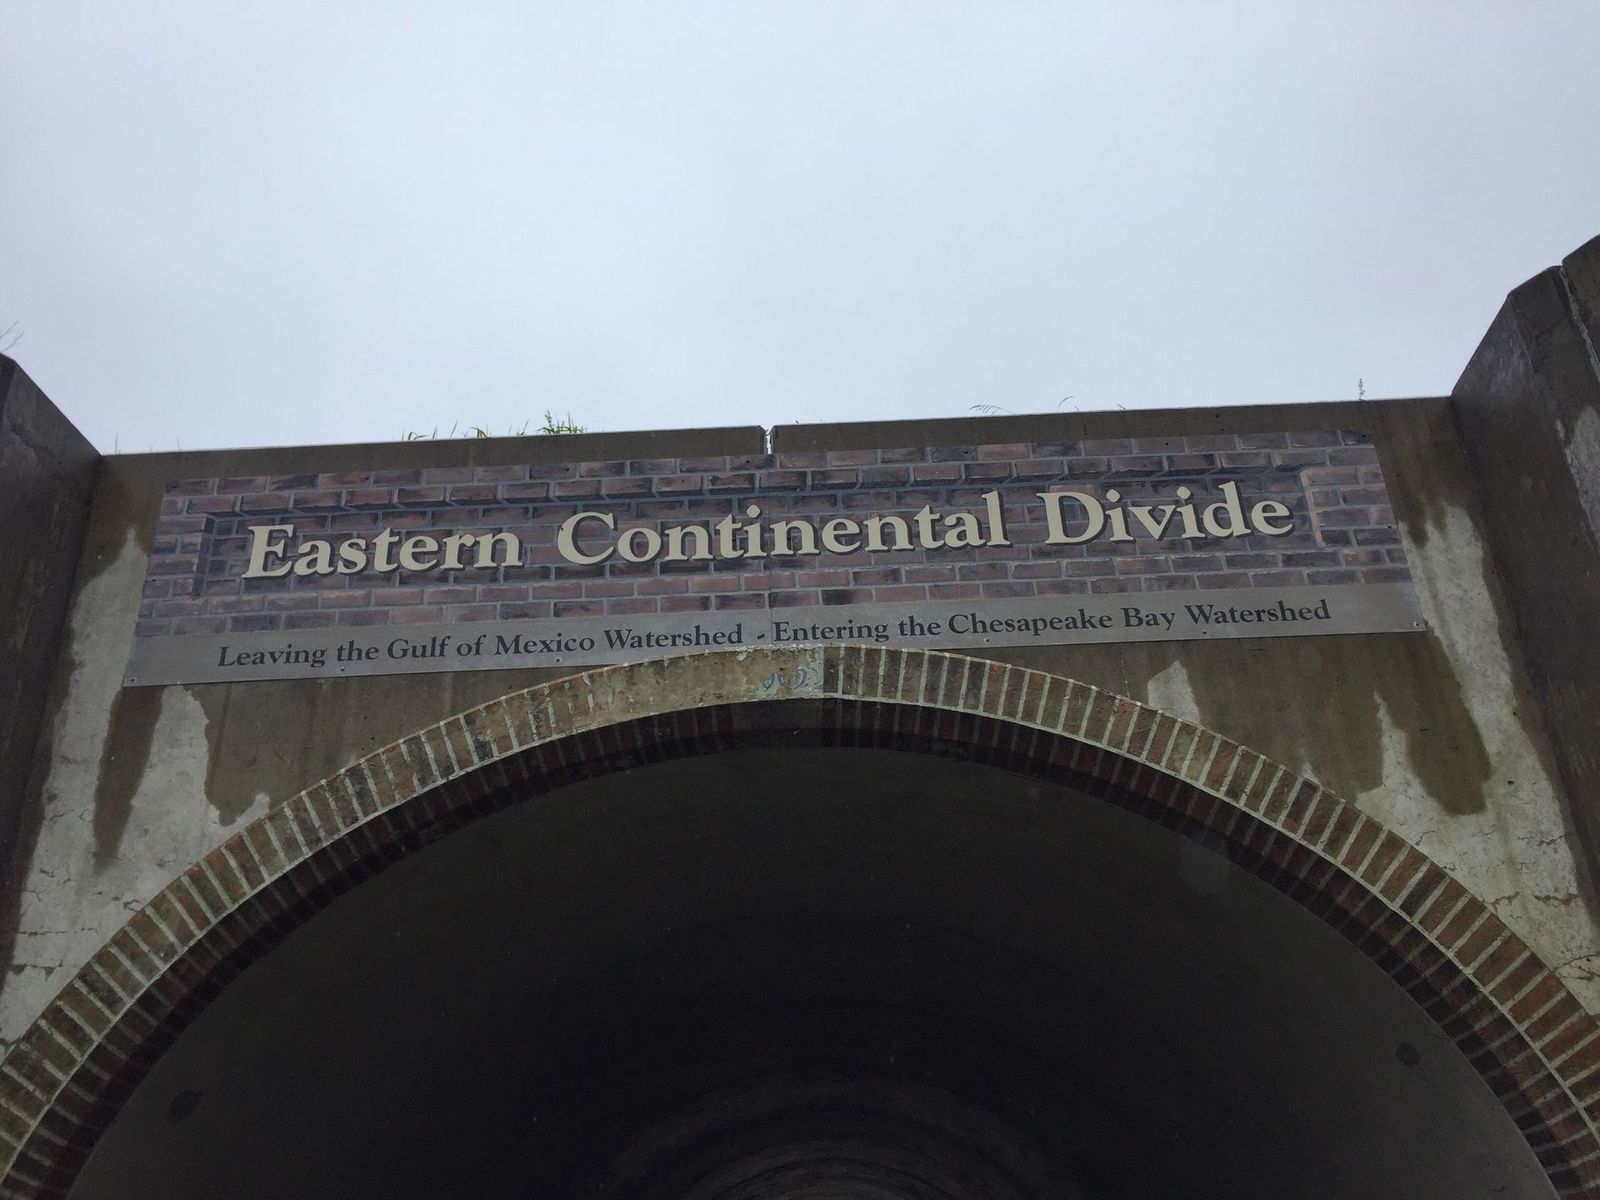 Eastern Continental Divide
Leaving the Gulf of Mexico Watershed - Entering the Chesapeake Bay Watershed